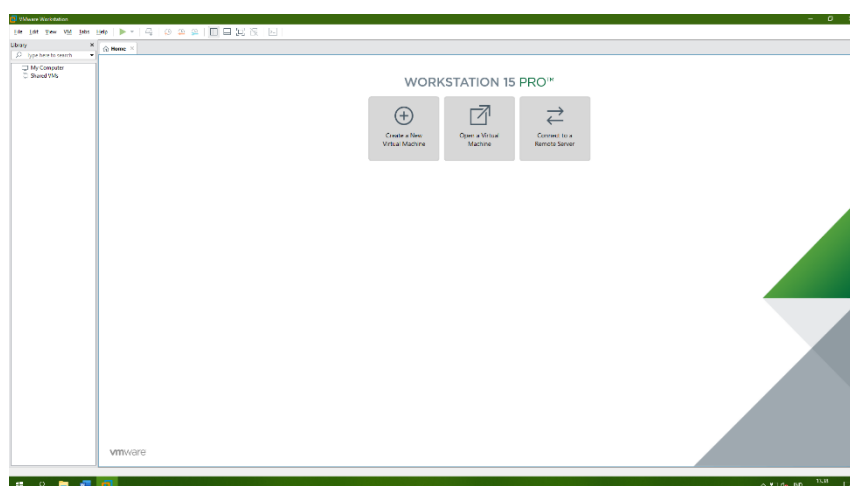 VMware Workstation
File Edit View VM Tabs Help
Library
Home
Type here to search
My Computer
Shared VMs
WORKSTATION 15 PRO™
Create a New
Virtual Machine
Open a Virtual
Machine
Connect to a
Remote Server
vmware